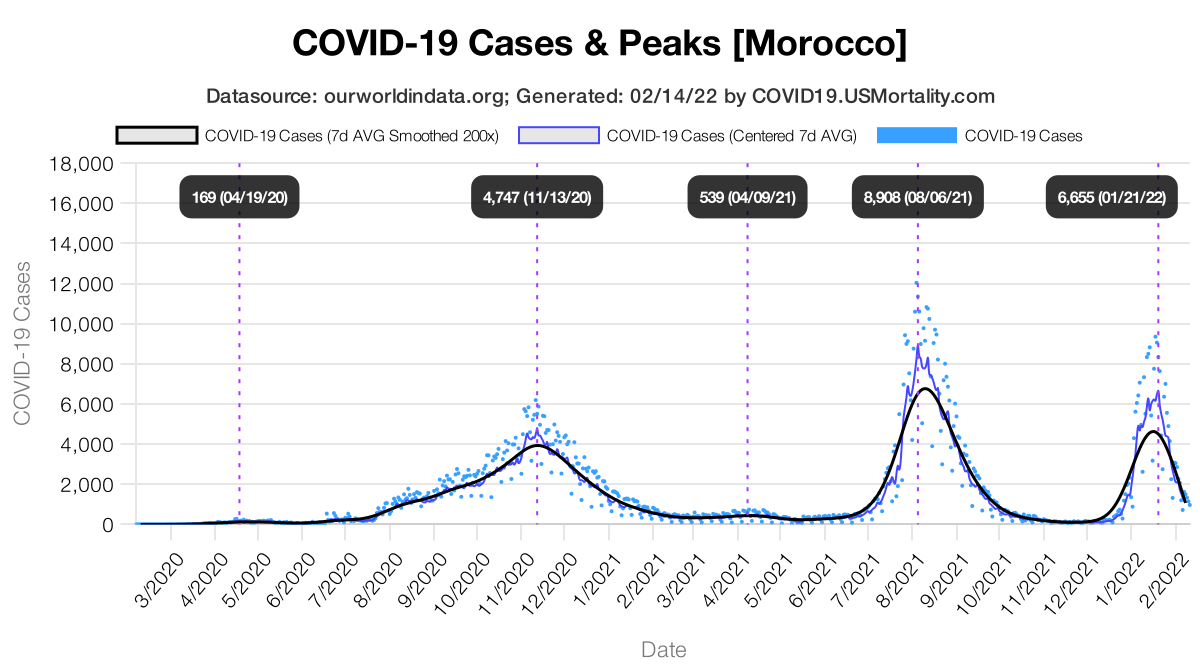 COVID-19 Cases & Peaks [Morocco]
Datasource: ourworldindata.org; Generated: 02/14/22 by COVID19.USMortality.com
COVID-19 Cases (7d AVG Smoothed 200x) COVID-19 Cases (Centered 7d AVG) COVID-19 Cases
18,000
169 (04/19/20) 4,747 (11/13/20) 539 (04/09/21) 8,908 (08/06/21) 6,655 (01/21/22)
16,000
14,000
12,000
10,000
8,000
6,000
4,000
2,000
0
COVID-19 Cases
3/2020 4/2020 5/2020 6/2020 7/2020 8/2020 9/2020 10/2020 11/2020 12/2020 1/2021 2/2021 3/2021 4/2021 5/2021 6/2021 7/2021 8/2021 9/2021 10/2021 11/2021 12/2021 1/2022 2/2022
Date